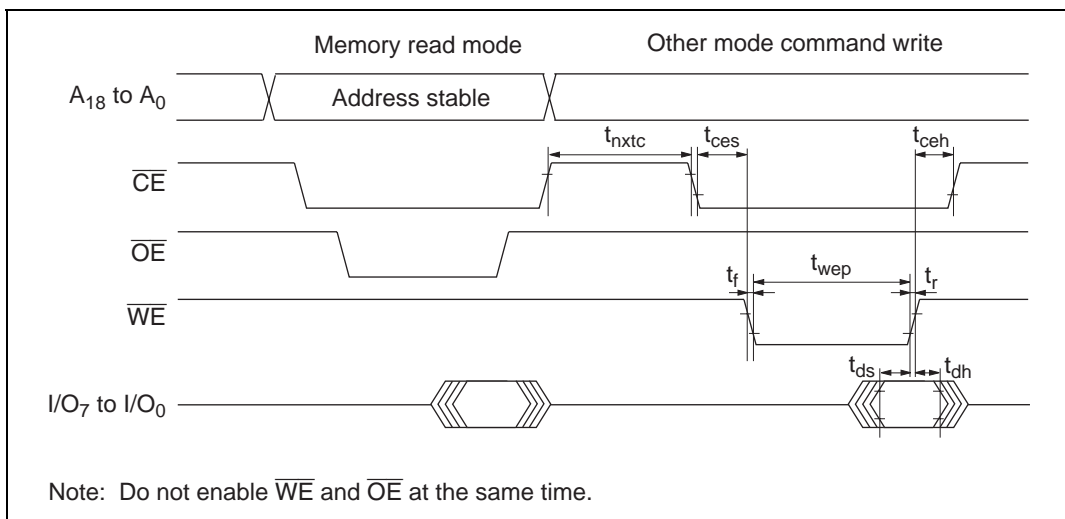 Memory read mode
Other mode command write
A18 to A0
Address stable
tnxtc
tces
tceh
CE
OE
tf
twep
tr
WE
tds
tdh
I/O7 to I/O0
Note: Do not enable WE and OE at the same time.